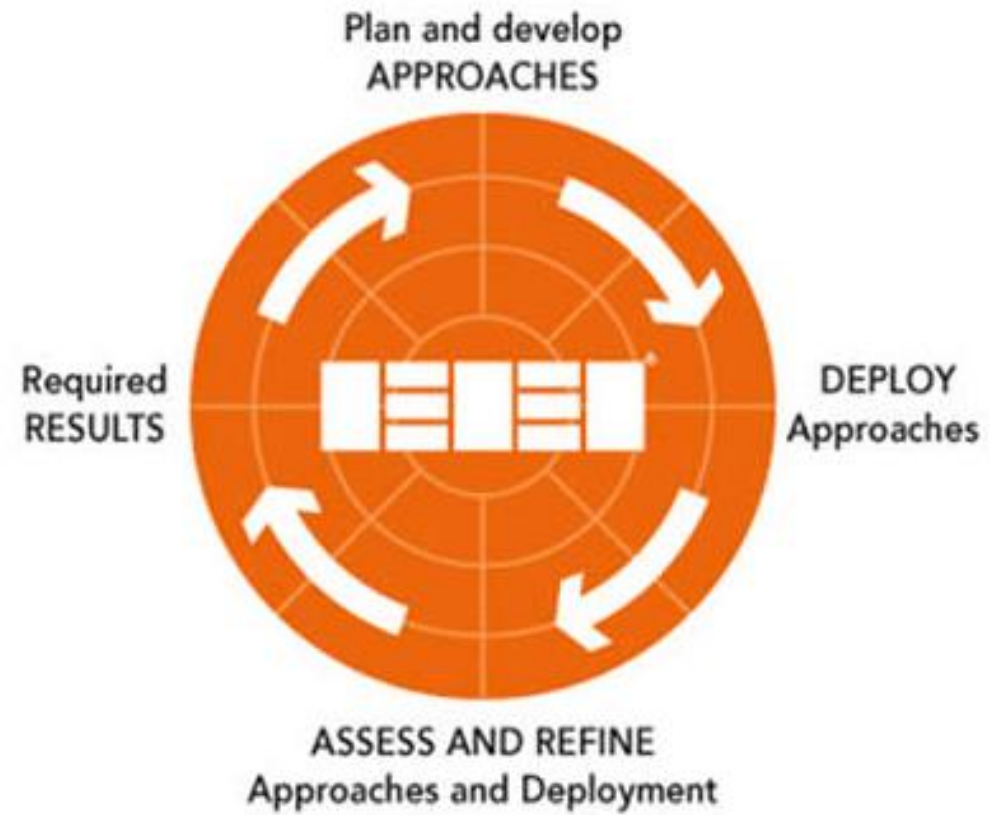 Plan and develop
APPROACHES
Required
RESULTS
DEPLOY
Approaches
ASSESS AND REFINE
Approaches and Deployment